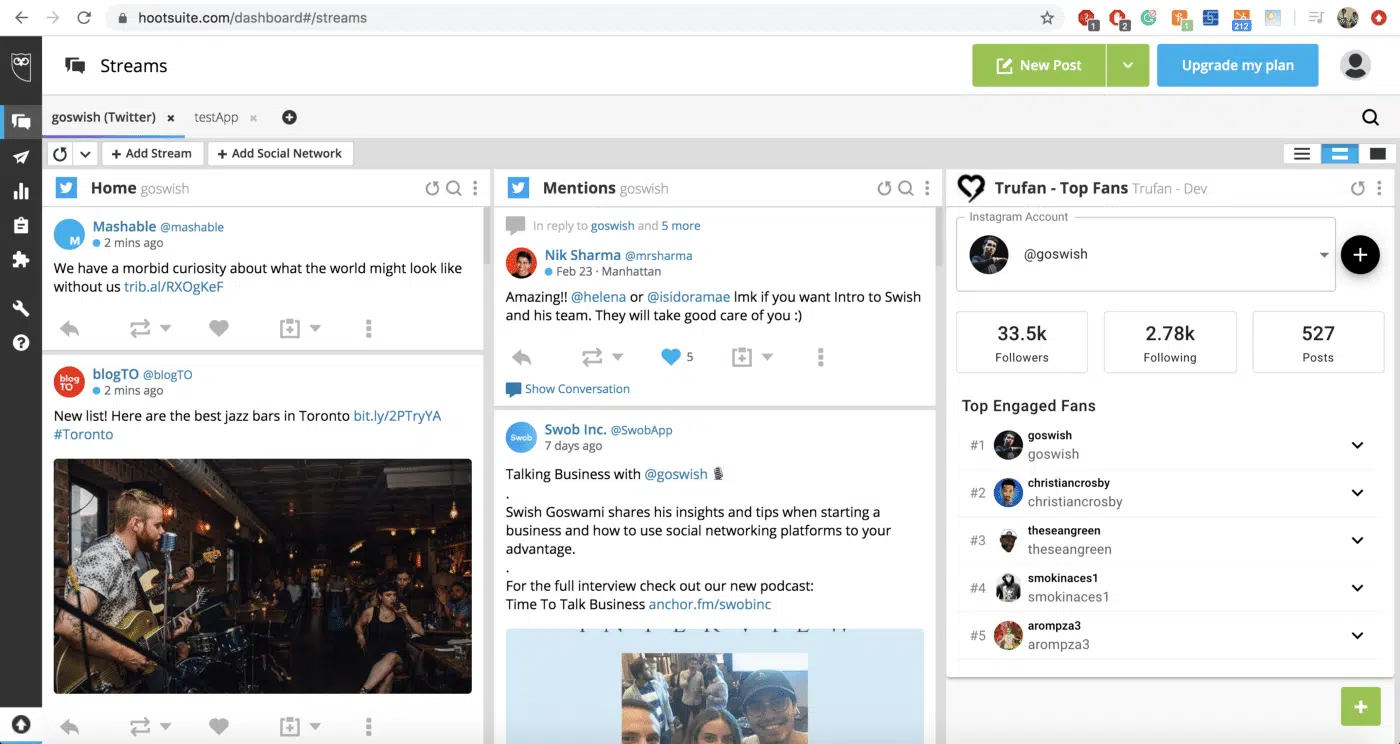 hootsuite.com/dashboard#/streams
1
2
1
212
Streams
New Post
Upgrade my plan
goswish (Twitter) ×
testApp ×
+ Add Stream
+ Add Social Network
Home goswish
Mashable @mashable
2 mins ago
We have a morbid curiosity about what the world might look like
without us trib.al/RXOgKeF
blogTO @blogTO
2 mins ago
New list! Here are the best jazz bars in Toronto bit.ly/2PTryYA
#Toronto
M
blog
TO
Mentions goswish
In reply to goswish and 5 more
Nik Sharma @mrsharma
Feb 23 · Manhattan
Amazing!! @helena or @isidoramae lmk if you want Intro to Swish
and his team. They will take good care of you :)
5
Show Conversation
Swob
Swob Inc. @SwobApp
7 days ago
Talking Business with @goswish 🎙
.
Swish Goswami shares his insights and tips when starting a
business and how to use social networking platforms to your
advantage.
.
For the full interview check out our new podcast:
Time To Talk Business anchor.fm/swobinc
Trufan - Top Fans Trufan - Dev
Instagram Account
@goswish
33.5k
Followers
2.78k
Following
527
Posts
Top Engaged Fans
#1
goswish
goswish
#2
christiancrosby
christiancrosby
#3
theseangreen
theseangreen
#4
smokinaces1
smokinaces1
#5
arompza3
arompza3